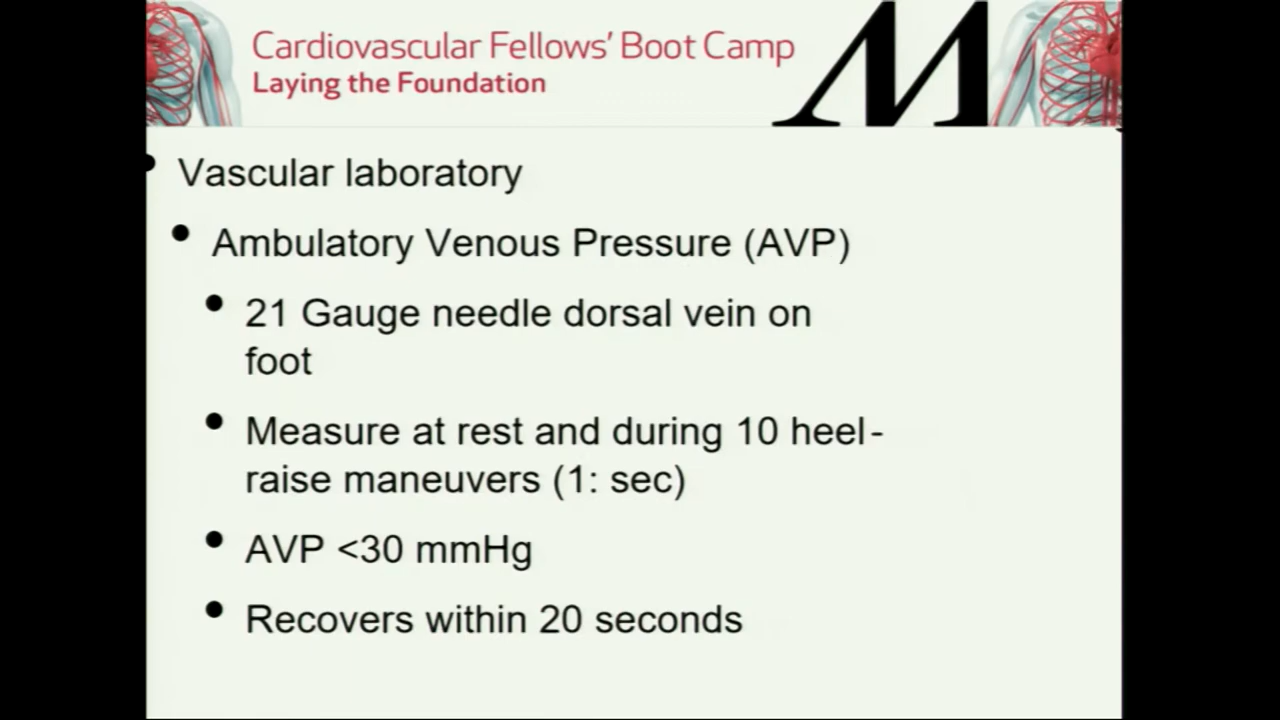 Cardiovascular Fellows’ Boot Camp
Laying the Foundation
M
• Vascular laboratory
• Ambulatory Venous Pressure (AVP)
• 21 Gauge needle dorsal vein on
foot
• Measure at rest and during 10 heel-
raise maneuvers (1: sec)
• AVP <30 mmHg
• Recovers within 20 seconds